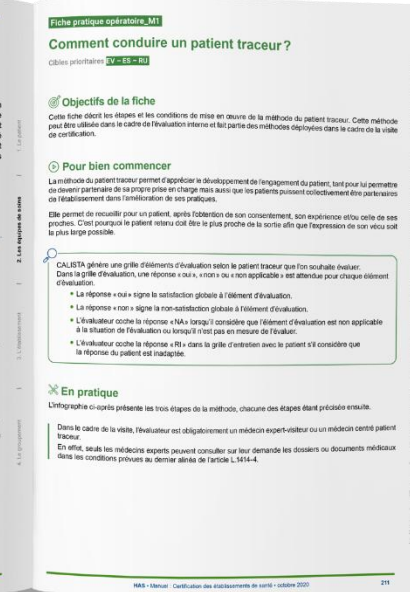 Fiche pratique opératoire_M1
Comment conduire un patient traceur ?
Cibles prioritaires EV – ES – RU
Objectifs de la fiche
Cette fiche décrit les étapes et les conditions de mise en œuvre de la méthode du patient traceur. Cette méthode
peut être utilisée dans le cadre de l'évaluation interne et fait partie des méthodes déployées dans le cadre de la visite
de certification.
Pour bien commencer
La méthode du patient traceur permet d'apprécier le développement de l'engagement du patient, tant pour lui permettre
de devenir partenaire de sa propre prise en charge mais aussi que les patients puissent collectivement être partenaires
de l'établissement dans l'amélioration de ses pratiques.
Elle permet de recueillir pour un patient, après l'obtention de son consentement, son expérience et/ou celle de ses
proches. C'est pourquoi le patient retenu doit être le plus proche de la sortie afin que l'expression de son vécu soit
la plus large possible.
CALISTA génère une grille d'éléments d'évaluation selon le patient traceur que l'on souhaite évaluer.
Dans la grille d'évaluation, une réponse « oui », « non » ou « non applicable » est attendue pour chaque élément
d'évaluation.
• La réponse « oui » signe la satisfaction globale à l'élément d'évaluation.
• La réponse « non » signe la non-satisfaction globale à l'élément d'évaluation.
• L'évaluateur coche la réponse «NA» lorsqu'il considère que l'élément d'évaluation est non applicable
à la situation de l'évaluation ou lorsqu'il n'est pas en mesure de l'évaluer.
• L'évaluateur coche la réponse « RI » dans la grille d'entretien avec le patient s'il considère que
la réponse du patient est inadaptée.
En pratique
L'infographie ci-après présente les trois étapes de la méthode, chacune des étapes étant précisée ensuite.
Dans le cadre de la visite, l'évaluateur est obligatoirement un médecin expert-visiteur ou un médecin centré patient
traceur.
En effet, seuls les médecins experts peuvent consulter sur leur demande les dossiers ou documents médicaux
dans les conditions prévues au dernier alinéa de l'article L.1414-4.
1. Le patient
2. Les équipes de soins
3. L'établissement
4. Le groupement
HAS • Manuel - Certification des établissements de santé • octobre 2020
211